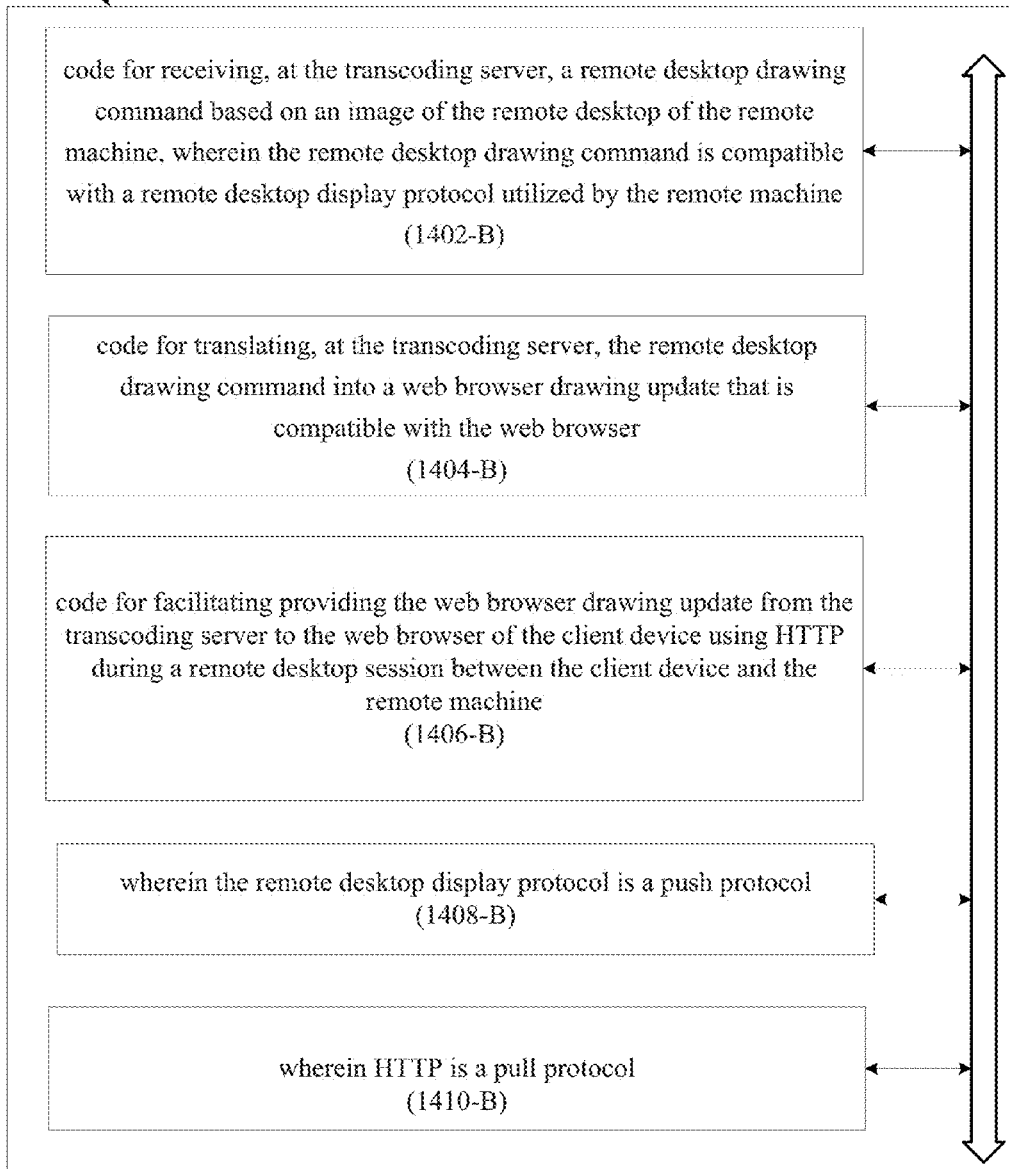 code for receiving, at the transcoding server, a remote desktop drawing
command based on an image of the remote desktop of the remote
machine, wherein the remote desktop drawing command is compatible
with a remote desktop display protocol utilized by the remote machine
(1402-B)
code for translating, at the transcoding server, the remote desktop
drawing command into a web browser drawing update that is
compatible with the web browser
(1404-B)
code for facilitating providing the web browser drawing update from the
transcoding server to the web browser of the client device using HTTP
during a remote desktop session between the client device and the
remote machine
(1406-B)
wherein the remote desktop display protocol is a push protocol
(1408-B)
wherein HTTP is a pull protocol
(1410-B)